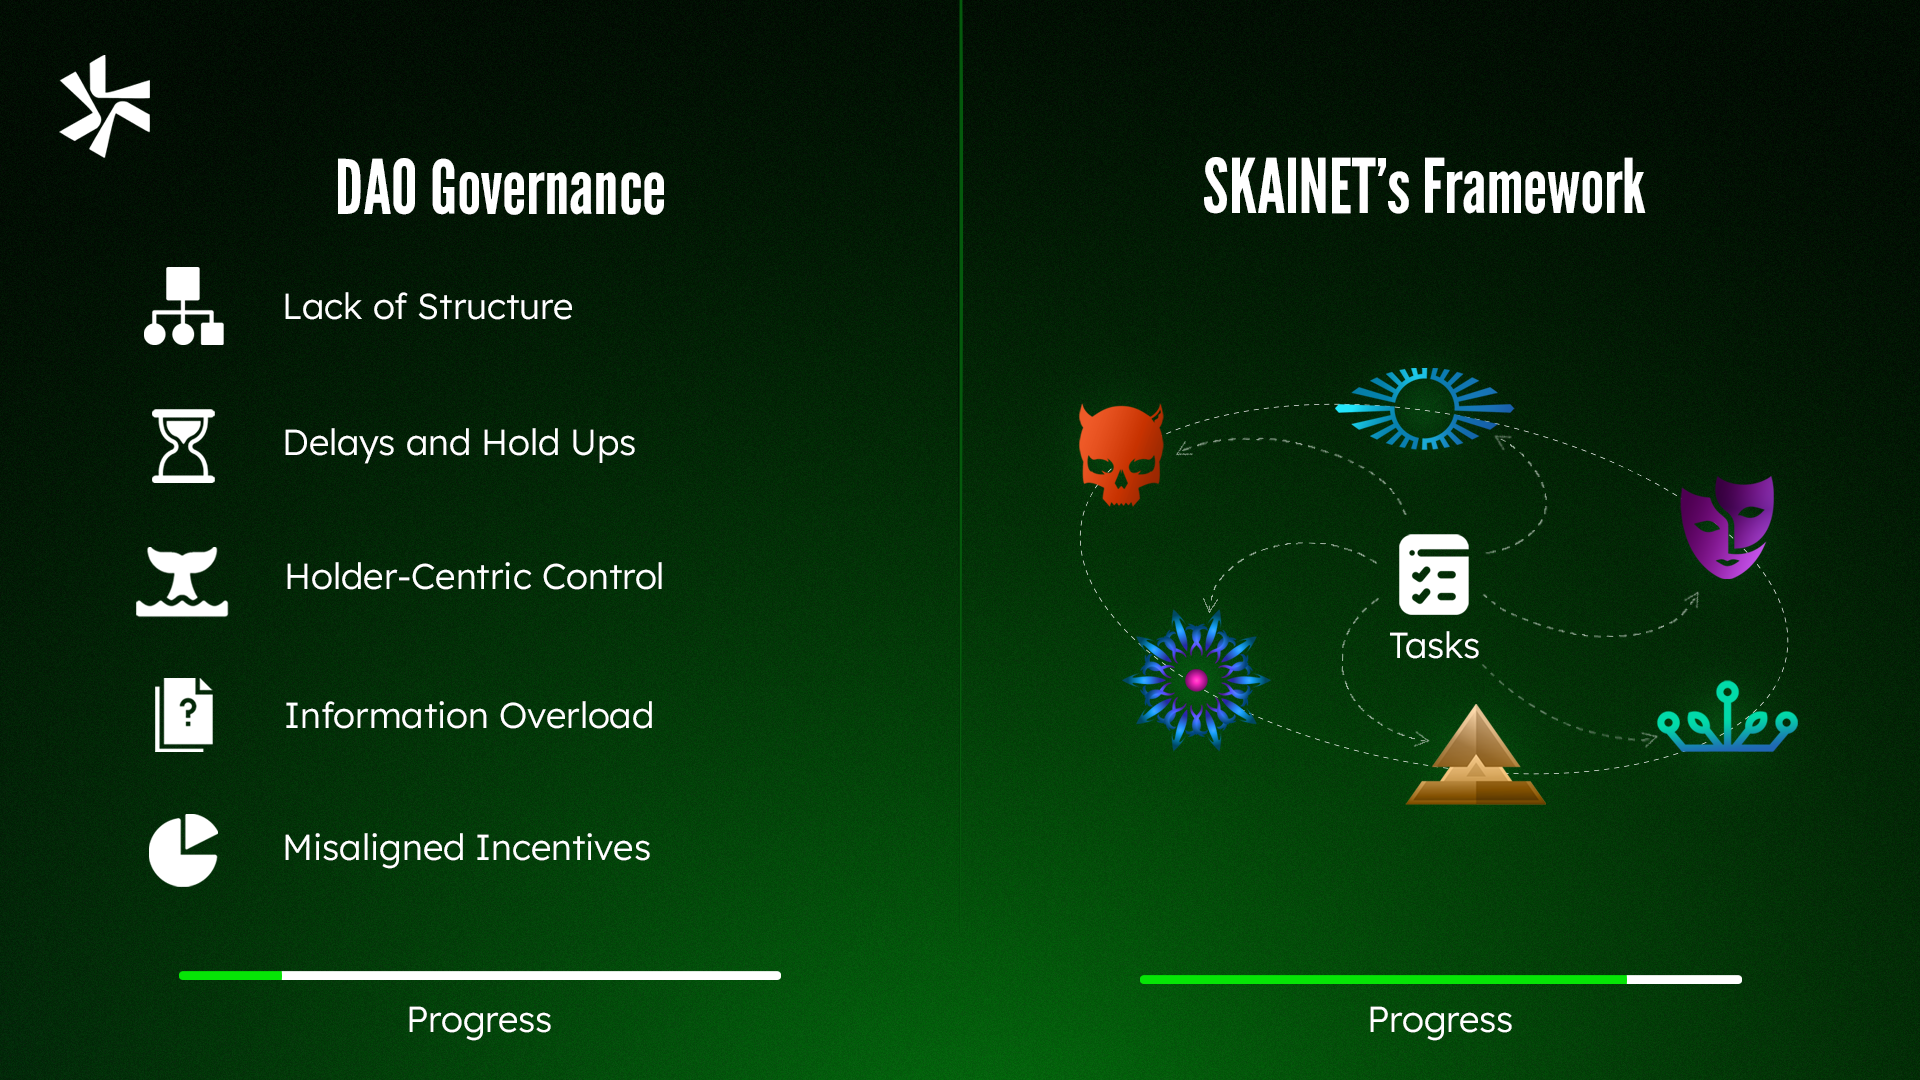 DAO Governance
Lack of Structure
Delays and Hold Ups
Holder-Centric Control
?
Information Overload
Misaligned Incentives
Progress
SKAINET’s Framework
Tasks
Progress